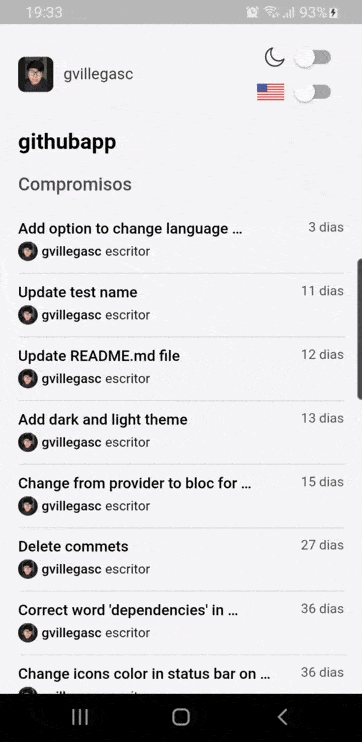 19:33
93%
gvillegasc
githubapp
Compromisos
Add option to change language ...
3 dias
gvillegasc escritor
Update test name
11 dias
gvillegasc escritor
Update README.md file
12 dias
gvillegasc escritor
Add dark and light theme
13 dias
gvillegasc escritor
Change from provider to bloc for ...
15 dias
gvillegasc escritor
Delete commets
27 dias
gvillegasc escritor
Correct word 'dependencies' in ...
36 dias
gvillegasc escritor
Change icons color in status bar on ...
36 dias